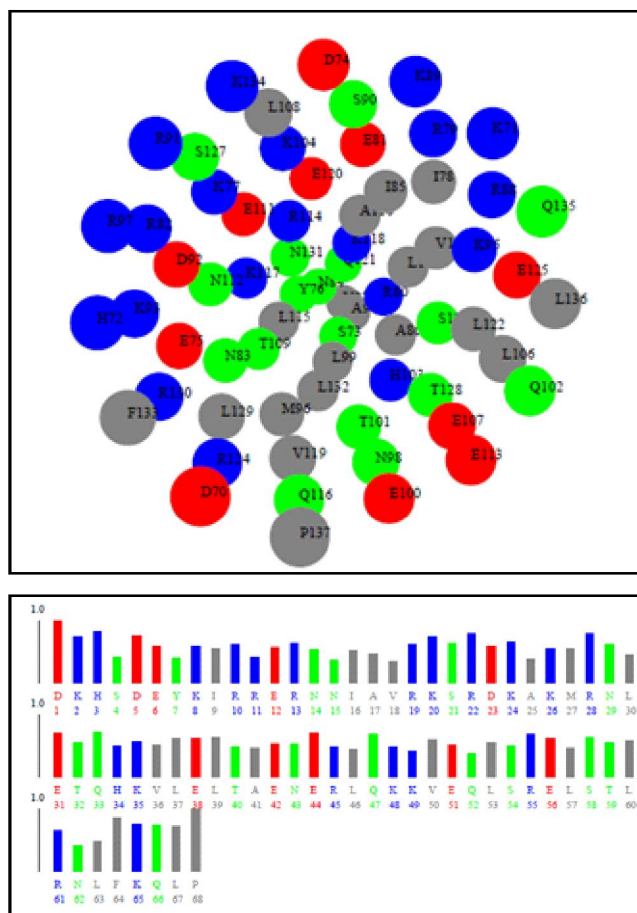 D74
K89
S90
L108
R79
K71
K104
E81
R91
S127
E120
I78
I85
K77
R88
Q135
E111
R114
R97
R82
N131
K95
D92
E125
N112
K117
Y76
L136
H72
K93
L115
S73
L122
E75
N83
T109
L99
L106
H103
L132
Q102
R130
T128
F133
L129
M96
T101
E107
V119
N98
E113
D70
Q116
E100
P137
1.0
D K H S D E Y K I R R E R N N I A V R K S R D K A K M R N L
1 2 3 4 5 6 7 8 9 10 11 12 13 14 15 16 17 18 19 20 21 22 23 24 25 26 27 28 29 30
1.0
E T Q H K V L E L T A E N E R L Q K K V E Q L S R E L S T L
31 32 33 34 35 36 37 38 39 40 41 42 43 44 45 46 47 48 49 50 51 52 53 54 55 56 57 58 59 60
1.0
R N L F K Q L P
61 62 63 64 65 66 67 68